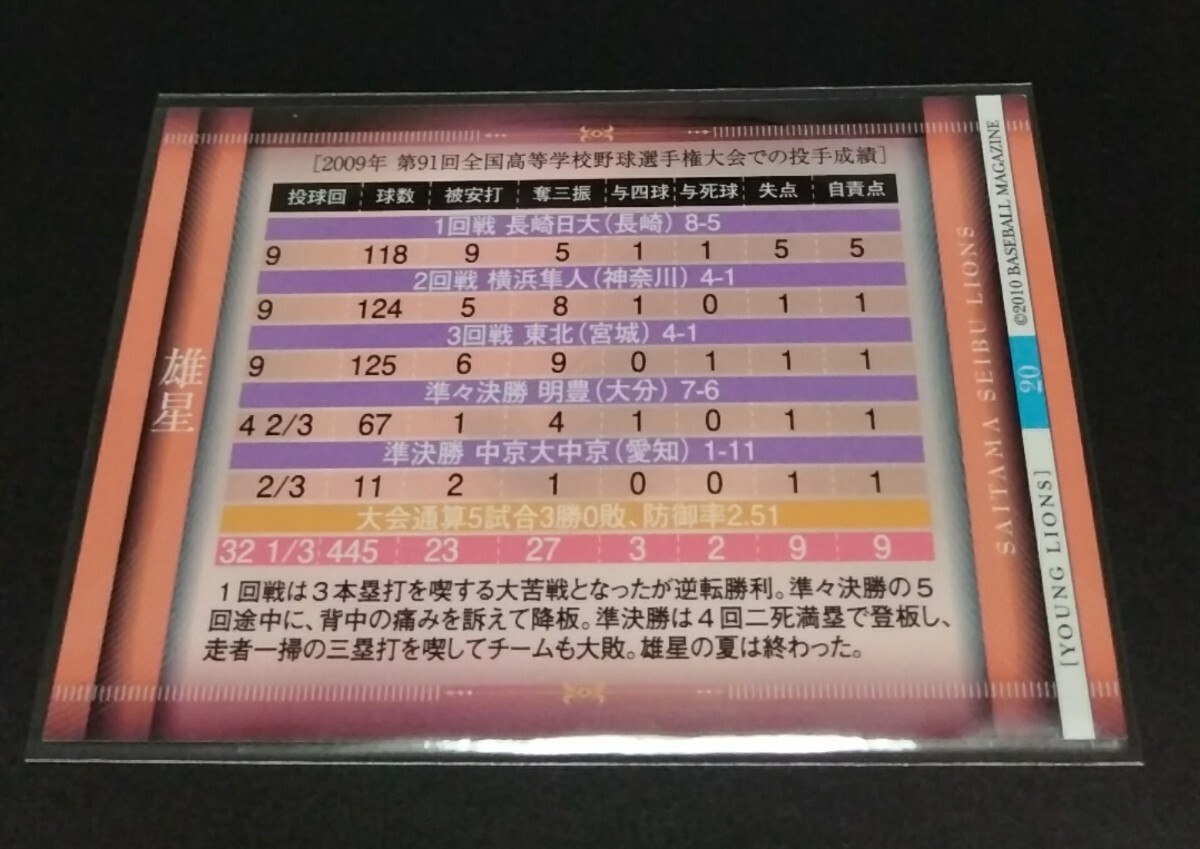 [2009年 第91回全国高等学校野球選手権大会での投手成績]
投球回 球数 被安打 奪三振 与四球 与死球 失点 自責点
1回戦 長崎日大(長崎) 8-5
9 118 9 5 1 1 5 5
2回戦 横浜隼人(神奈川) 4-1
9 124 5 8 1 0 1 1
3回戦 東北(宮城) 4-1
9 125 6 9 0 1 1 1
準々決勝 明豊(大分) 7-6
4 2/3 67 1 4 1 0 1 1
準決勝 中京大中京(愛知) 1-11
2/3 11 2 1 0 0 1 1
大会通算5試合3勝0敗、防御率2.51
32 1/3 445 23 27 3 2 9 9
1回戦は3本塁打を喫する大苦戦となったが逆転勝利。準々決勝の5
回途中に、背中の痛みを訴えて降板。準決勝は4回二死満塁で登板し、
走者一掃の三塁打を喫してチームも大敗。雄星の夏は終わった。
雄星
SAITAMA SEIBU LIONS
©2010 BASEBALL MAGAZINE
20
[YOUNG LIONS]